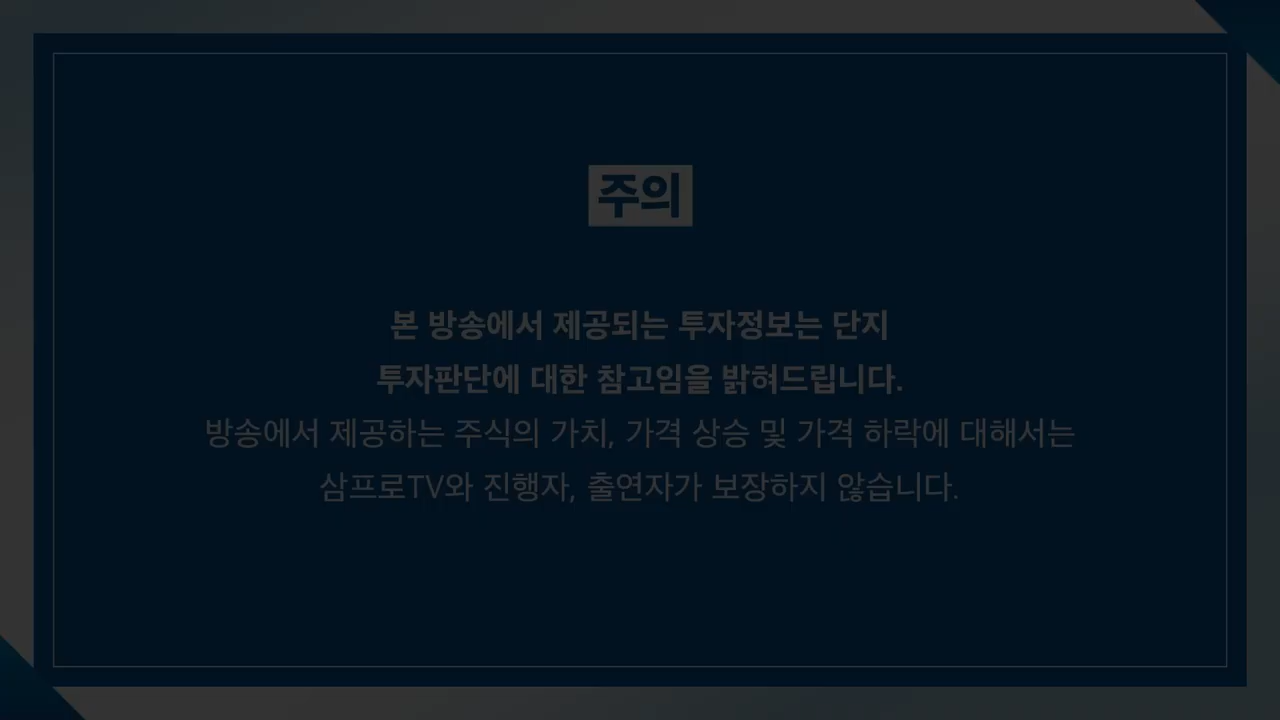 주의
본 방송에서 제공되는 투자정보는 단지
투자판단에 대한 참고임을 밝혀드립니다.
방송에서 제공하는 주식의 가치, 가격 상승 및 가격 하락에 대해서는
삼프로TV와 진행자, 출연자가 보장하지 않습니다.